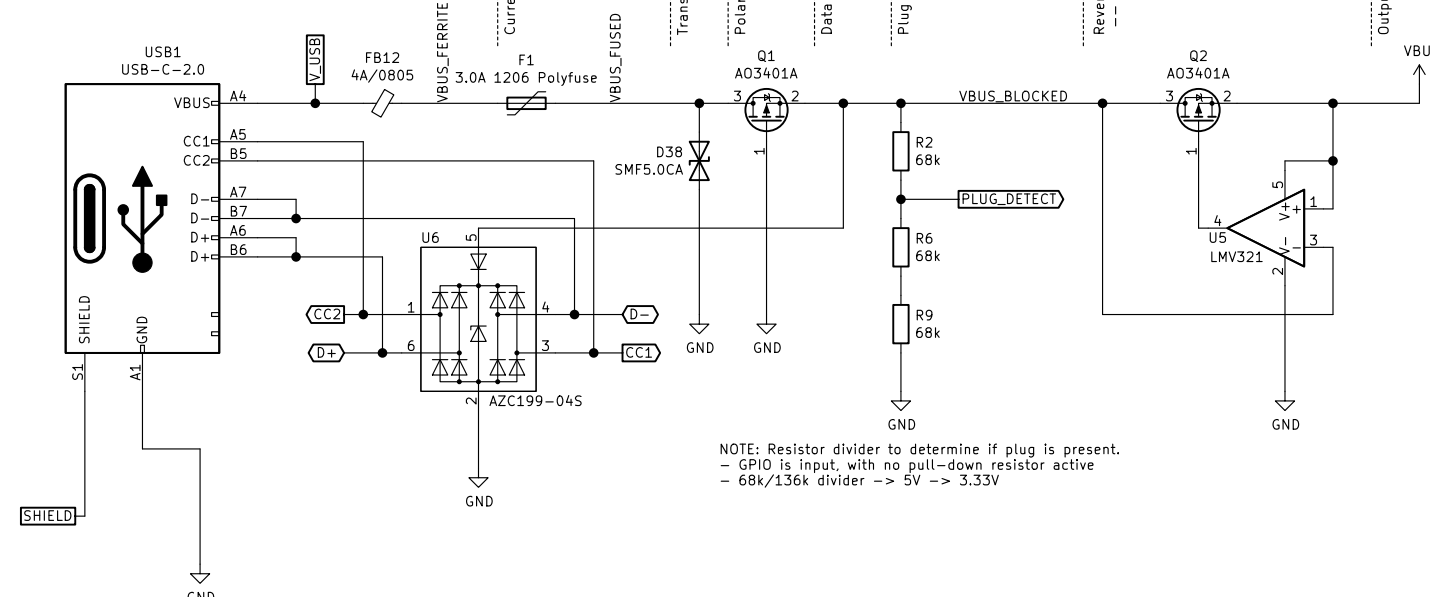 VBUS_FERRITE
Curre
VBUS_FUSED
Trans
Polar
Data
Plug
Rever
--
Outpu
USB1
USB-C-2.0
V_USB
FB12
4A/0805
F1
3.0A 1206 Polyfuse
Q1
AO3401A
Q2
AO3401A
VBU
VBUS
A4
3
2
VBUS_BLOCKED
3
2
CC1
A5
CC2
B5
1
1
D38
SMF5.0CA
R2
68k
D-
A7
D-
B7
D+
A6
D+
B6
PLUG_DETECT
5
V+
+
1
4
U5
LMV321
V-
-
3
2
U6
5
R6
68k
SHIELD
GND
CC2
1
4
D-
D+
6
3
CC1
R9
68k
GND
GND
S1
A1
2
AZC199-04S
GND
GND
NOTE: Resistor divider to determine if plug is present.
- GPIO is input, with no pull-down resistor active
- 68k/136k divider -> 5V -> 3.33V
GND
SHIELD
GND